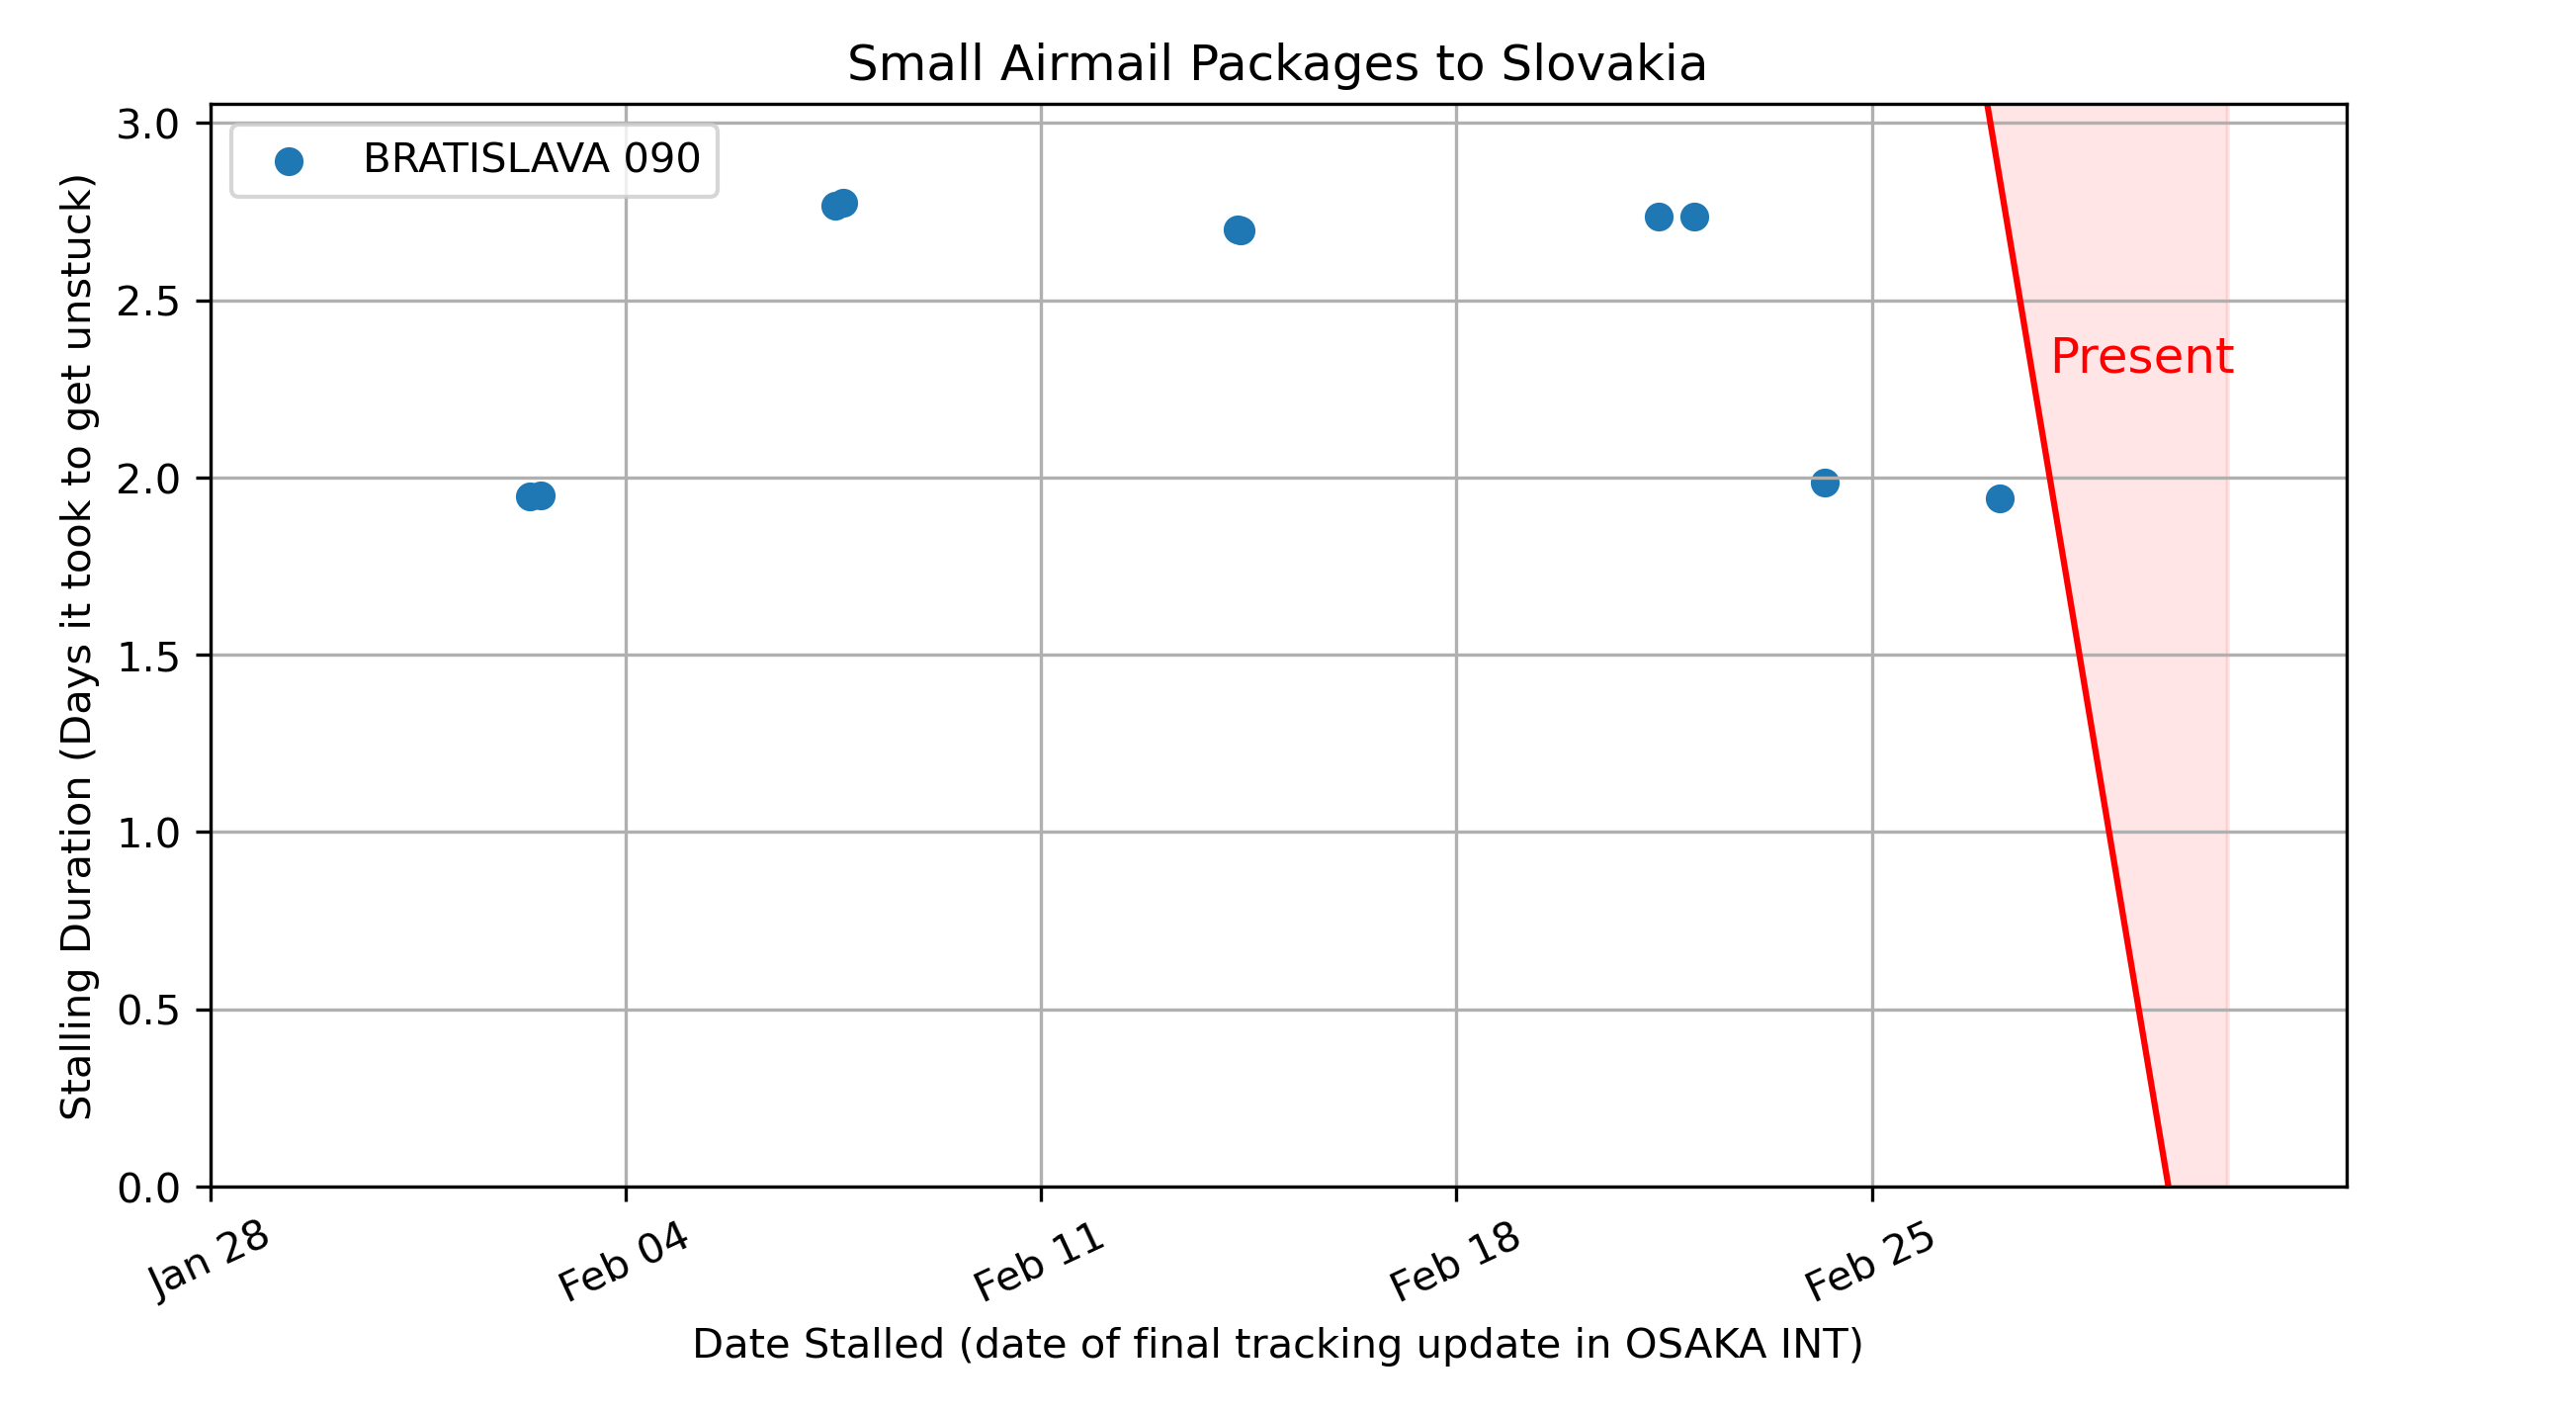 Small Airmail Packages to Slovakia
BRATISLAVA 090
Present
Stalling Duration (Days it took to get unstuck)
3.0
2.5
2.0
1.5
1.0
0.5
0.0
Jan 28
Feb 04
Feb 11
Feb 18
Feb 25
Date Stalled (date of final tracking update in OSAKA INT)